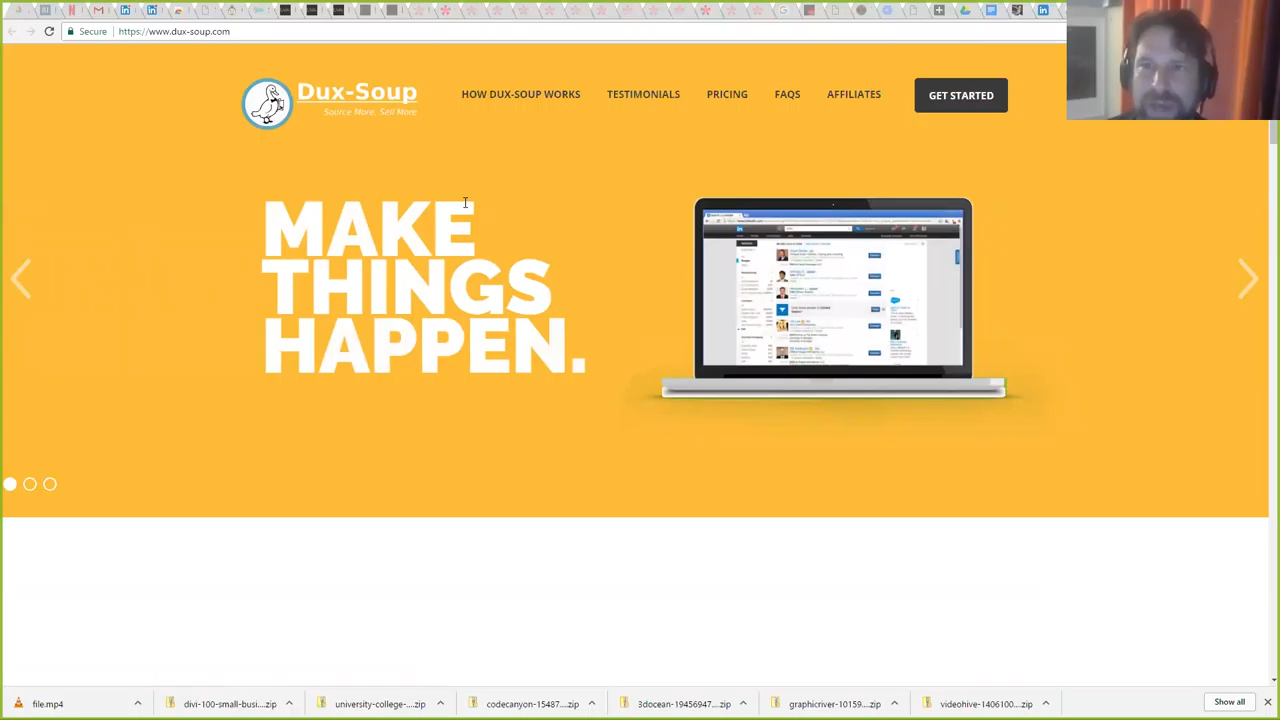 Secure
https://www.dux-soup.com
Dux-Soup
Source More, Sell More
HOW DUX-SOUP WORKS
TESTIMONIALS
PRICING
FAQS
AFFILIATES
GET STARTED
MAKE
THINGS
HAPPEN.
file.mp4
divi-100-small-busi....zip
university-college-....zip
codecanyon-15487....zip
3docean-19456947....zip
graphicriver-10159....zip
videohive-1406100....zip
Show all